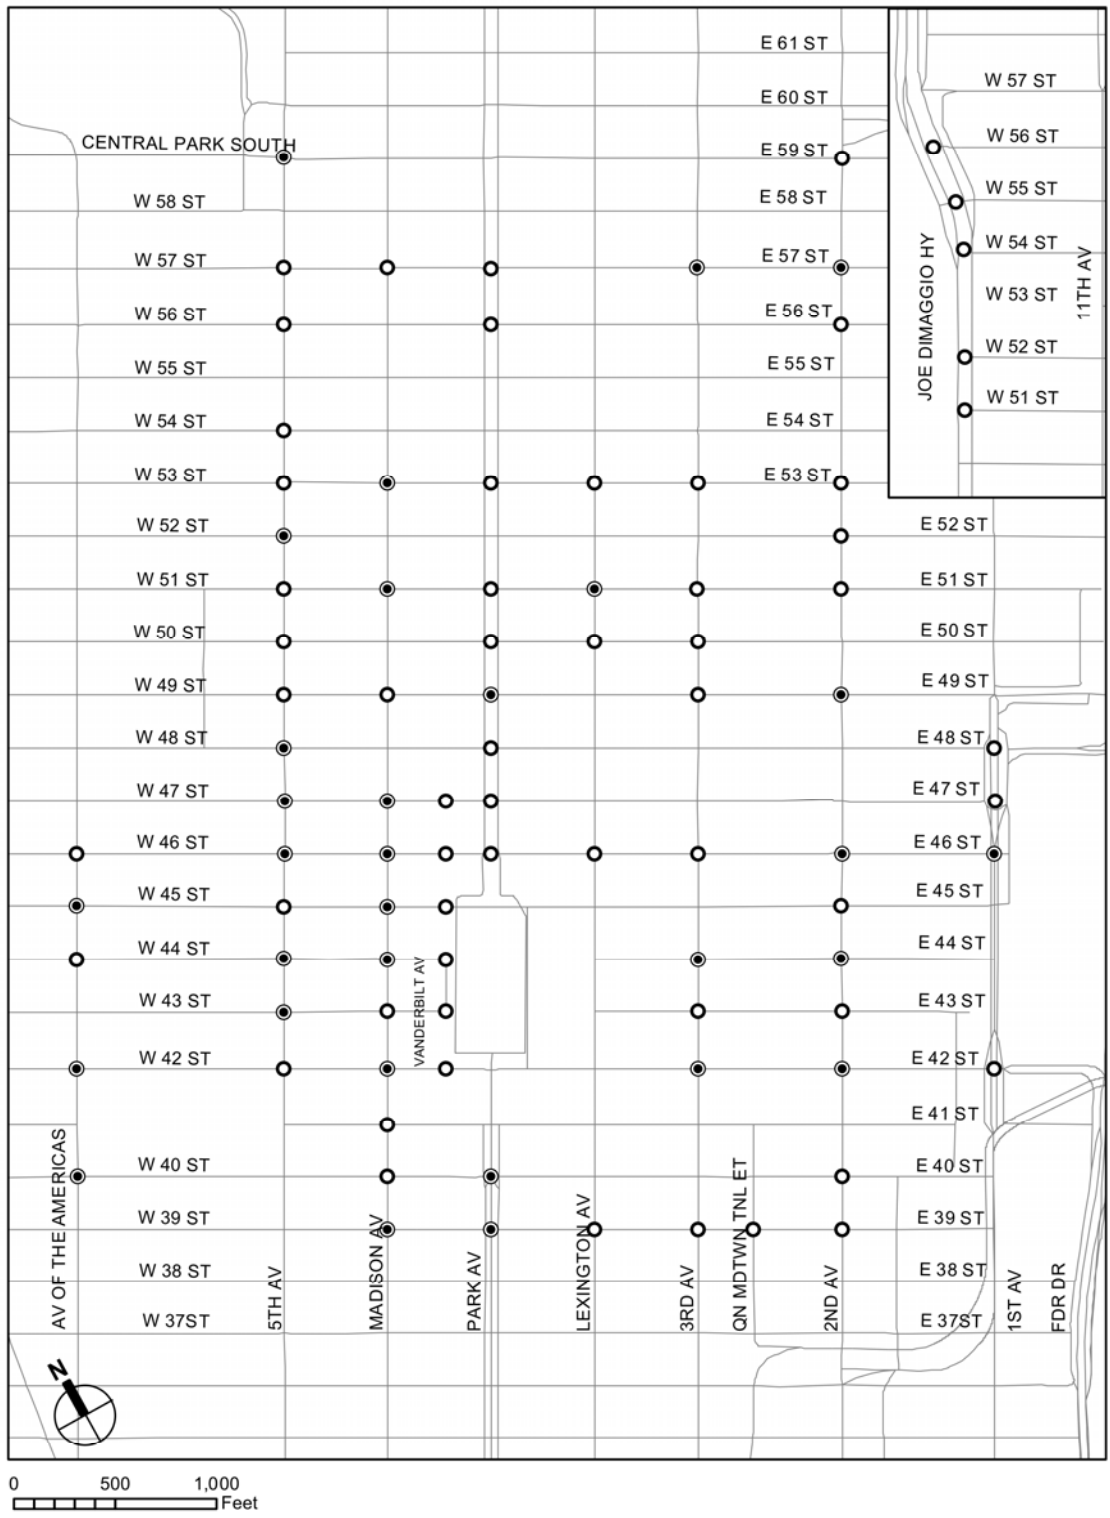 E 61 ST
W 57 ST
E 60 ST
W 56 ST
CENTRAL PARK SOUTH
E 59 ST
W 55 ST
W 58 ST
E 58 ST
W 54 ST
W 57 ST
E 57 ST
JOE DIMAGGIO HY
11TH AV
W 53 ST
W 56 ST
E 56 ST
W 52 ST
W 55 ST
E 55 ST
W 51 ST
W 54 ST
E 54 ST
W 53 ST
E 53 ST
W 52 ST
E 52 ST
W 51 ST
E 51 ST
W 50 ST
E 50 ST
W 49 ST
E 49 ST
W 48 ST
E 48 ST
W 47 ST
E 47 ST
W 46 ST
E 46 ST
W 45 ST
E 45 ST
W 44 ST
E 44 ST
VANDERBILT AV
W 43 ST
E 43 ST
W 42 ST
E 42 ST
E 41 ST
W 40 ST
E 40 ST
W 39 ST
E 39 ST
W 38 ST
E 38 ST
W 37ST
E 37ST
AV OF THE AMERICAS
5TH AV
MADISON AV
PARK AV
LEXINGTON AV
3RD AV
QN MDTWN TNL ET
2ND AV
1ST AV
FDR DR
N
0 500 1,000
Feet